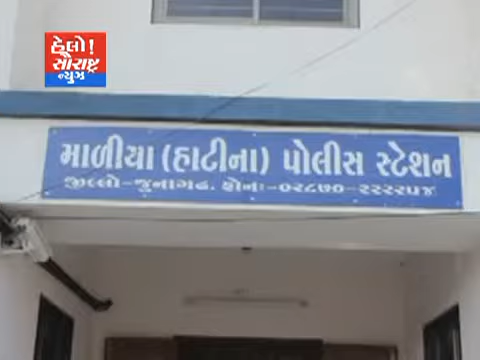 હેલો!
સૌરાષ્ટ્ર
ન્યુઝ
માળીયા (હાટીના) પોલીસ સ્ટેશન
જીલ્લો-જુનાગઢ. ફોનઃ-૦૨૮૭૦-૨૨૨૨૫૪